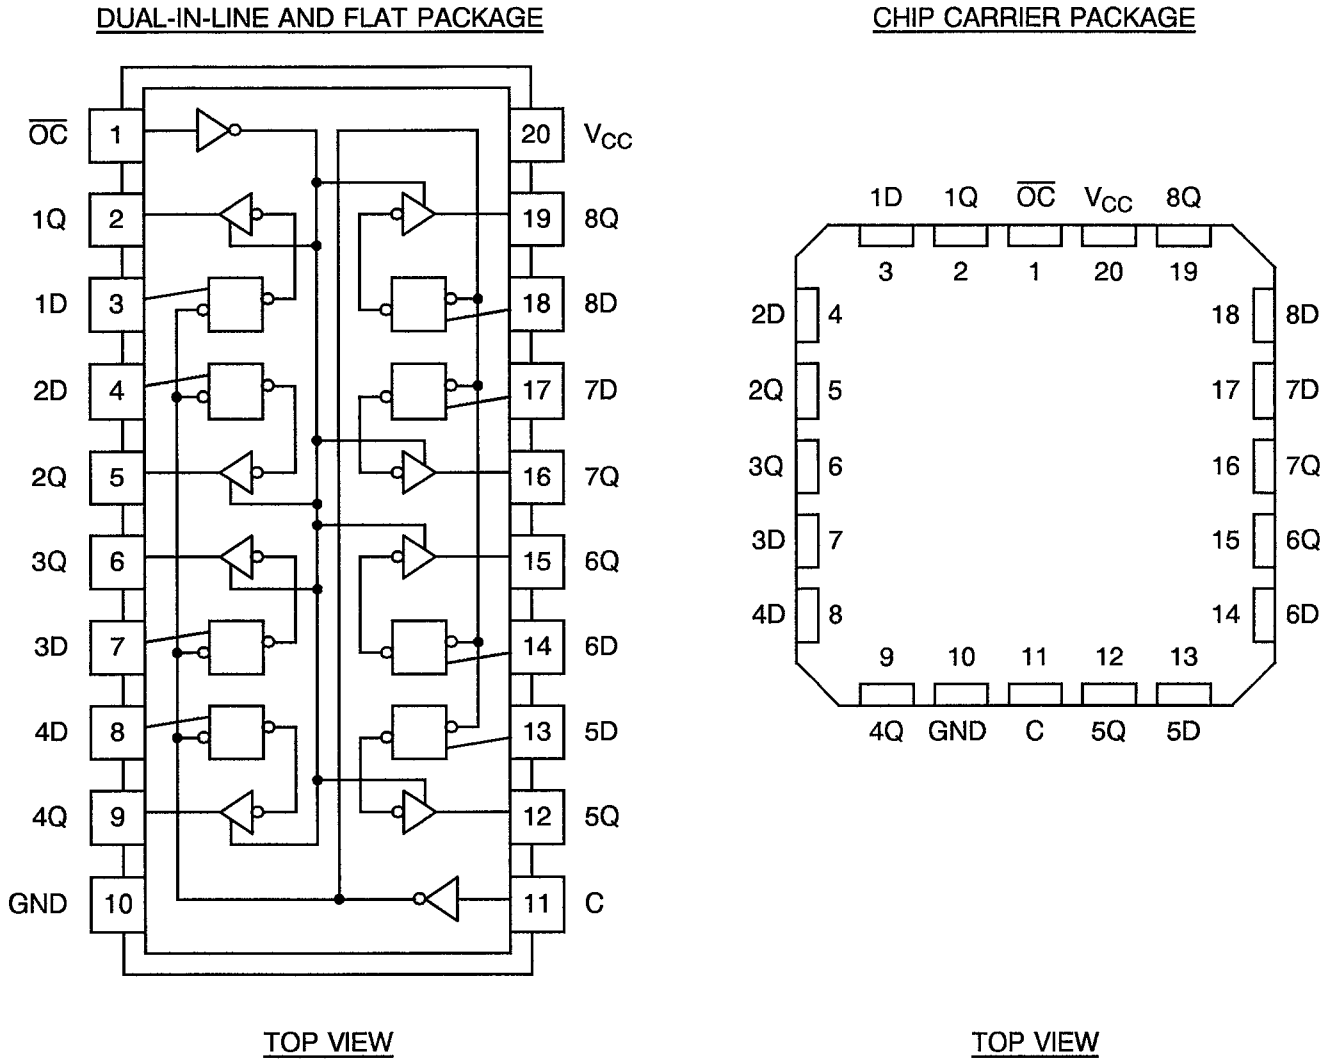 DUAL-IN-LINE AND FLAT PACKAGE
O̅C̅ 1 20 VCC
1Q 2 19 8Q
1D 3 18 8D
2D 4 17 7D
2Q 5 16 7Q
3Q 6 15 6Q
3D 7 14 6D
4D 8 13 5D
4Q 9 12 5Q
GND 10 11 C
TOP VIEW
CHIP CARRIER PACKAGE
1D 1Q O̅C̅ VCC 8Q
3 2 1 20 19
2D 4 18 8D
2Q 5 17 7D
3Q 6 16 7Q
3D 7 15 6Q
4D 8 14 6D
9 10 11 12 13
4Q GND C 5Q 5D
TOP VIEW